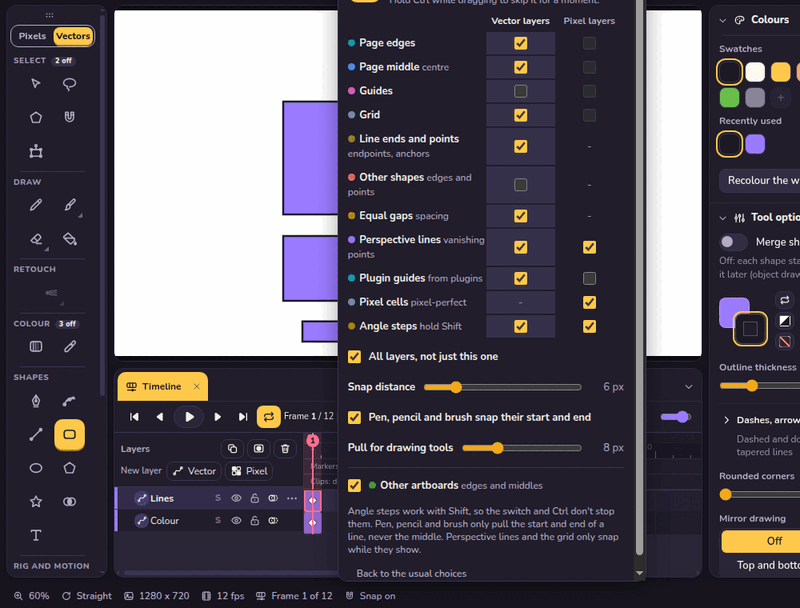 Pixels Vectors
SELECT 2 off
DRAW
RETOUCH
COLOUR 3 off
SHAPES
RIG AND MOTION
Hold Ctrl while dragging to skip it for a moment.
Vector layers Pixel layers
Page edges
Page middle centre
Guides
Grid
Line ends and points
endpoints, anchors
-
Other shapes edges and
points
-
Equal gaps spacing -
Perspective lines vanishing
points
Plugin guides from plugins
Pixel cells pixel-perfect -
Angle steps hold Shift
All layers, not just this one
Snap distance 6 px
Pen, pencil and brush snap their start and end
Pull for drawing tools 8 px
Other artboards edges and middles
Angle steps work with Shift, so the switch and Ctrl don't stop
them. Pen, pencil and brush only pull the start and end of a
line, never the middle. Perspective lines and the grid only snap
while they show.
Back to the usual choices
Timeline ×
Frame 1 / 12
Layers
New layer Vector Pixel
1
Markers
Clips: d
Lines S
Colour S
Colours
Swatches
+
Recently used
Recolour the w
Tool optio
Merge sh
Off: each shape sta
it later (object draw
Outline thickness
Dashes, arrow
Dashed and do
tapered lines
Rounded corners
Mirror drawing
Off
Top and botto
60% Straight 1280 x 720 12 fps Frame 1 of 12 Snap on